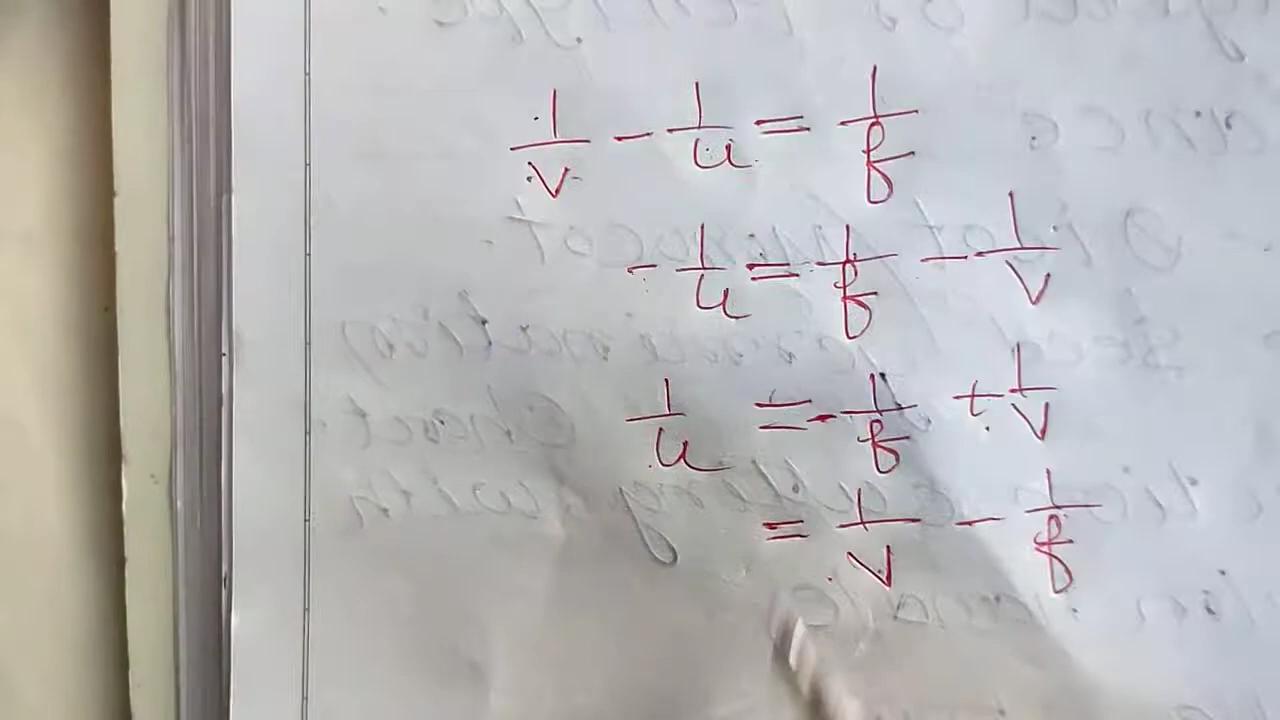 1/v - 1/u = 1/f
- 1/u = 1/f - 1/v
1/u = - 1/f + 1/v
= 1/v - 1/f